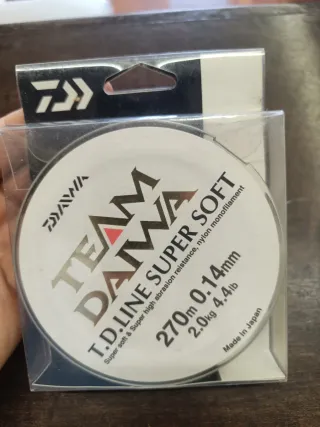 DAIWA
TEAM
DAIWA
T.D.LINE SUPER SOFT
Super soft & Super high abrasion resistance, nylon monofilament
270m 0.14mm
2.0kg 4.4lb
Made in Japan